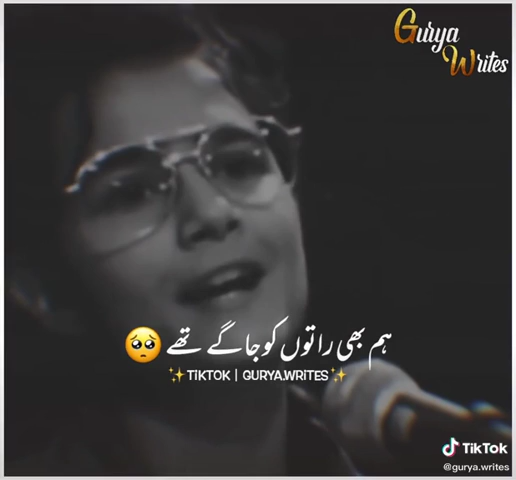 Gurya
Writes
ہم بھی راتوں کو جاگے تھے 🥺
✨TIKTOK | GURYA.WRITES✨
TikTok
@gurya.writes